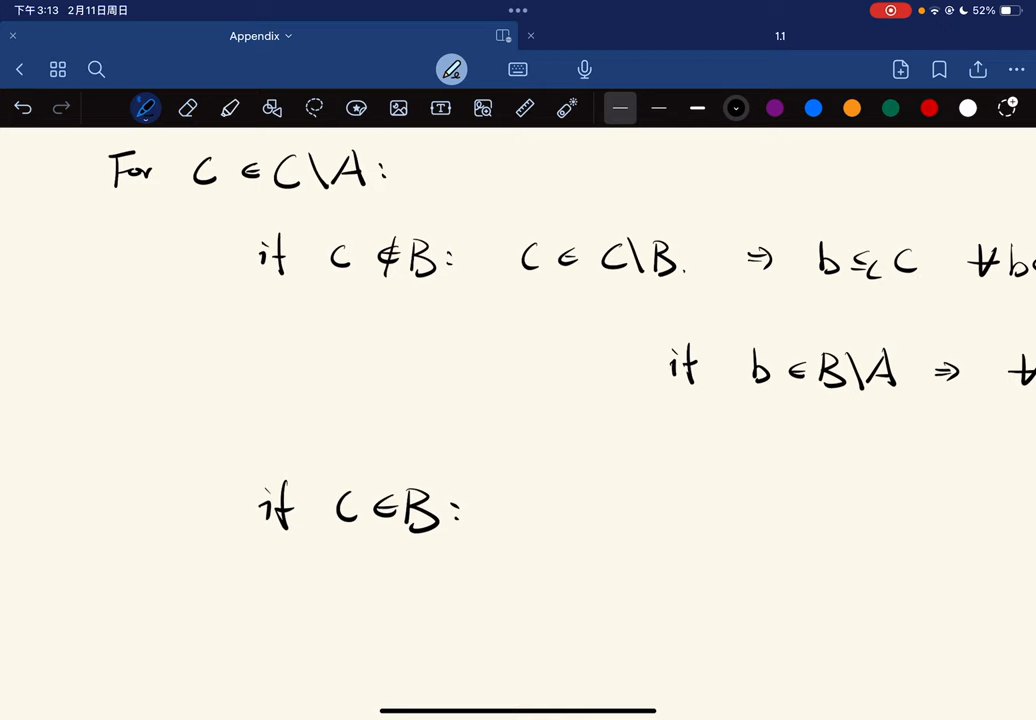 下午3:13 2月11日周日
52%
Appendix
1.1
For c ∈ C\A:
if c ∉ B: c ∈ C\B. ⇒ b ≤_C c ∀ b
if b ∈ B\A ⇒ ∀
if c ∈ B: